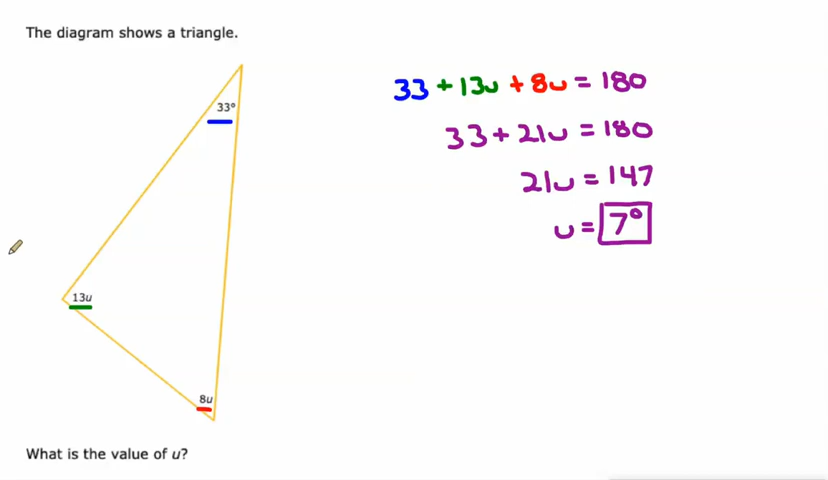 The diagram shows a triangle.
33°
13u
8u
What is the value of u?
33 + 13u + 8u = 180
33 + 21u = 180
21u = 147
u = 7°